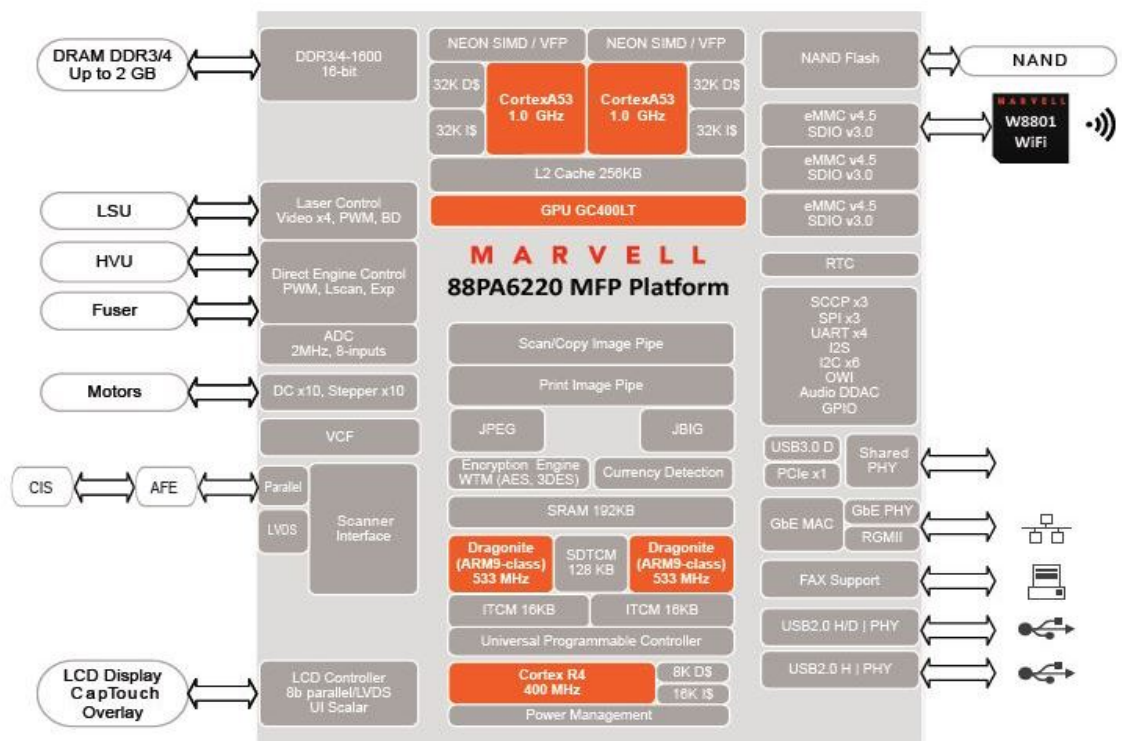 DRAM DDR3/4
Up to 2 GB
DDR3/4-1600
16-bit
LSU
Laser Control
Video x4, PWM, BD
HVU
Direct Engine Control
PWM, Lscan, Exp
Fuser
ADC
2MHz, 8-inputs
Motors
DC x10, Stepper x10
VCF
CIS
AFE
Parallel
LVDS
Scanner
Interface
LCD Display
CapTouch
Overlay
LCD Controller
8b parallel/LVDS
UI Scalar
NEON SIMD / VFP
NEON SIMD / VFP
32K D$
32K I$
CortexA53
1.0 GHz
CortexA53
1.0 GHz
32K D$
32K I$
L2 Cache 256KB
GPU GC400LT
MARVELL
88PA6220 MFP Platform
Scan/Copy Image Pipe
Print Image Pipe
JPEG
JBIG
Encryption Engine
WTM (AES, 3DES)
Currency Detection
SRAM 192KB
Dragonite
(ARM9-class)
533 MHz
SDTCM
128 KB
Dragonite
(ARM9-class)
533 MHz
ITCM 16KB
ITCM 16KB
Universal Programmable Controller
Cortex R4
400 MHz
8K D$
16K I$
Power Management
NAND Flash
NAND
eMMC v4.5
SDIO v3.0
MARVELL
W8801
WiFi
eMMC v4.5
SDIO v3.0
eMMC v4.5
SDIO v3.0
RTC
SCCP x3
SPI x3
UART x4
I2S
I2C x6
OWI
Audio DDAC
GPIO
USB3.0 D
PCIe x1
Shared
PHY
GbE MAC
GbE PHY
RGMII
FAX Support
USB2.0 H/D | PHY
USB2.0 H | PHY